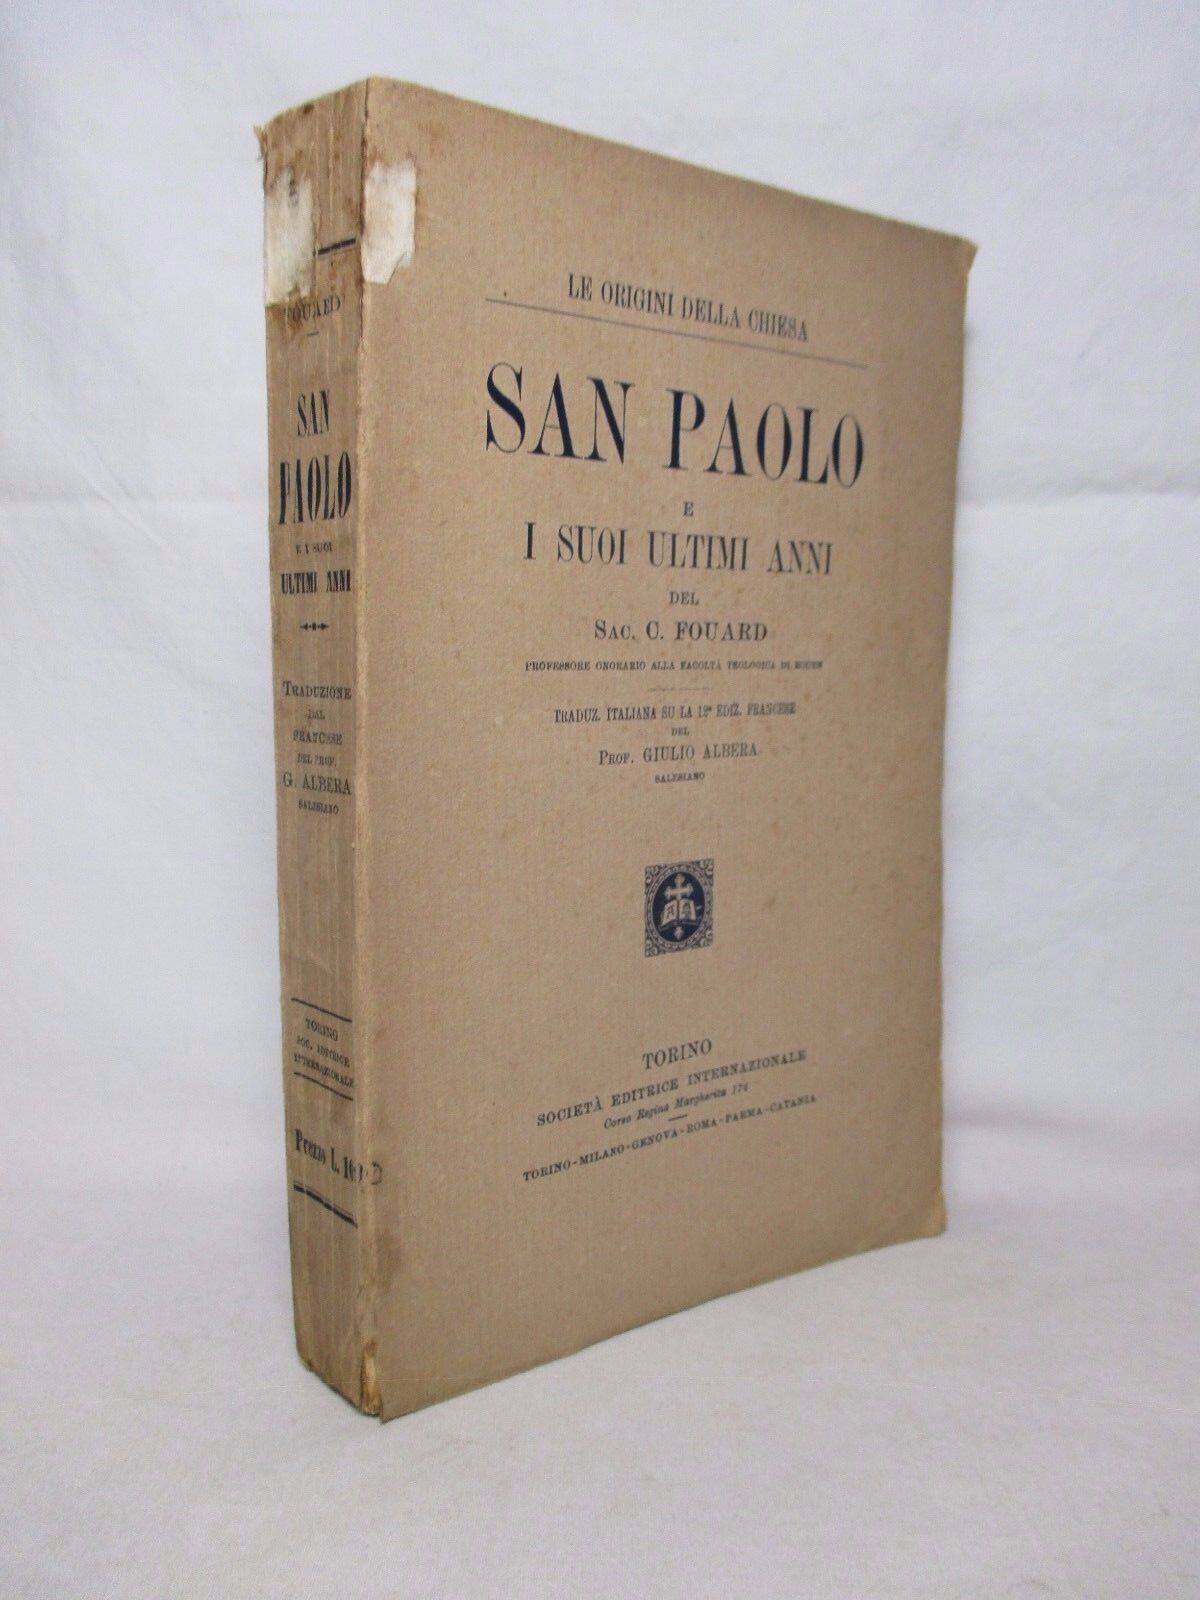 FOUARD
SAN
PAOLO
E I SUOI
ULTIMI ANNI
TRADUZIONE
DAL
FRANCESE
DEL PROF.
G. ALBERA
SALESIANO
TORINO
SOC. EDITRICE
INTERNAZIONALE
Prezzo L.
LE ORIGINI DELLA CHIESA
SAN PAOLO
E
I SUOI ULTIMI ANNI
DEL
SAC. C. FOUARD
PROFESSORE ONORARIO ALLA FACOLTÀ TEOLOGICA DI ROUEN
TRADUZ. ITALIANA SU LA 12ª EDIZ. FRANCESE
DEL
PROF. GIULIO ALBERA
SALESIANO
TORINO
SOCIETÀ EDITRICE INTERNAZIONALE
Corso Regina Margherita 174
TORINO-MILANO-GENOVA-ROMA-PARMA-CATANIA